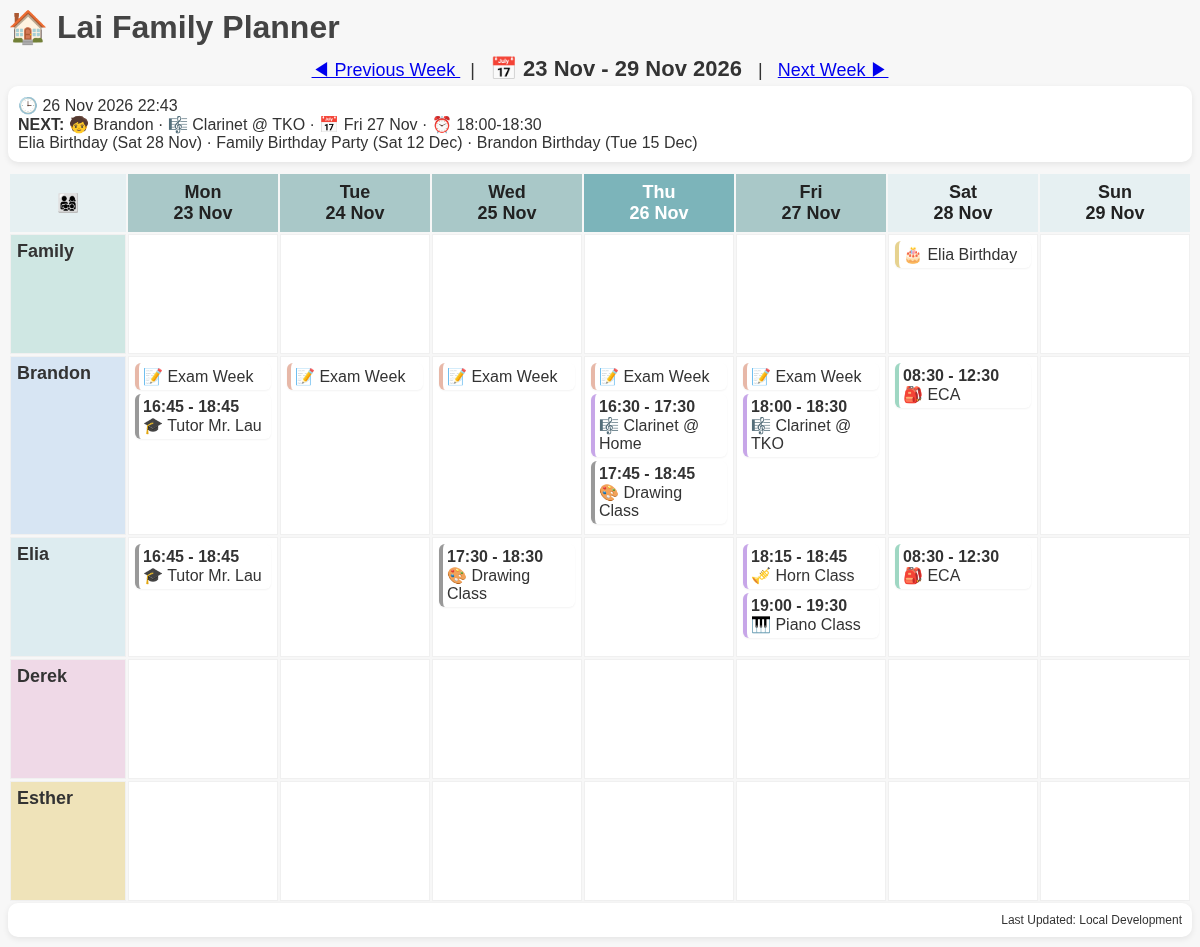 🏠 Lai Family Planner
◀ Previous Week | 📅 23 Nov - 29 Nov 2026 | Next Week ▶
🕒 26 Nov 2026 22:43
NEXT: 🧒 Brandon · 🎼 Clarinet @ TKO · 📅 Fri 27 Nov · ⏰ 18:00-18:30
Elia Birthday (Sat 28 Nov) · Family Birthday Party (Sat 12 Dec) · Brandon Birthday (Tue 15 Dec)
👨‍👩‍👧‍👦 Mon Tue Wed Thu Fri Sat Sun
23 Nov 24 Nov 25 Nov 26 Nov 27 Nov 28 Nov 29 Nov
Family
🎂 Elia Birthday
Brandon
📝 Exam Week
16:45 - 18:45
🎓 Tutor Mr. Lau
📝 Exam Week
📝 Exam Week
📝 Exam Week
16:30 - 17:30
🎼 Clarinet @
Home
17:45 - 18:45
🎨 Drawing
Class
📝 Exam Week
18:00 - 18:30
🎼 Clarinet @
TKO
08:30 - 12:30
🎒 ECA
Elia
16:45 - 18:45
🎓 Tutor Mr. Lau
17:30 - 18:30
🎨 Drawing
Class
18:15 - 18:45
🎺 Horn Class
19:00 - 19:30
🎹 Piano Class
08:30 - 12:30
🎒 ECA
Derek
Esther
Last Updated: Local Development